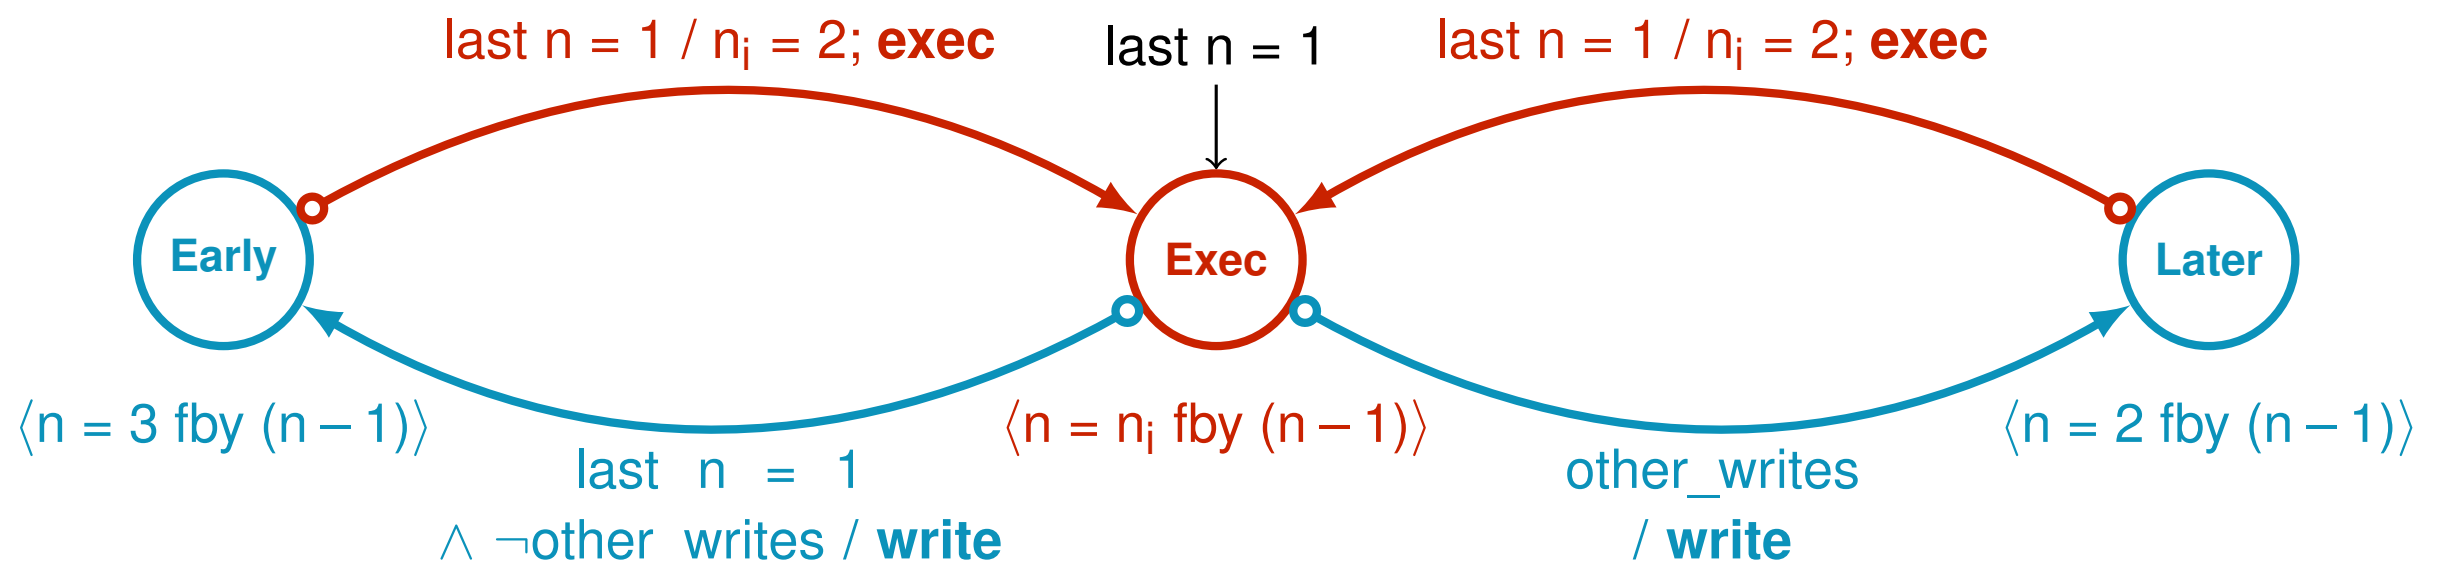 last n = 1 / nᵢ = 2; exec
last n = 1
last n = 1 / nᵢ = 2; exec
Early
Exec
Later
⟨n = 3 fby (n − 1)⟩
⟨n = nᵢ fby (n − 1)⟩
⟨n = 2 fby (n − 1)⟩
last n = 1
∧ ¬other writes / write
other_writes
/ write